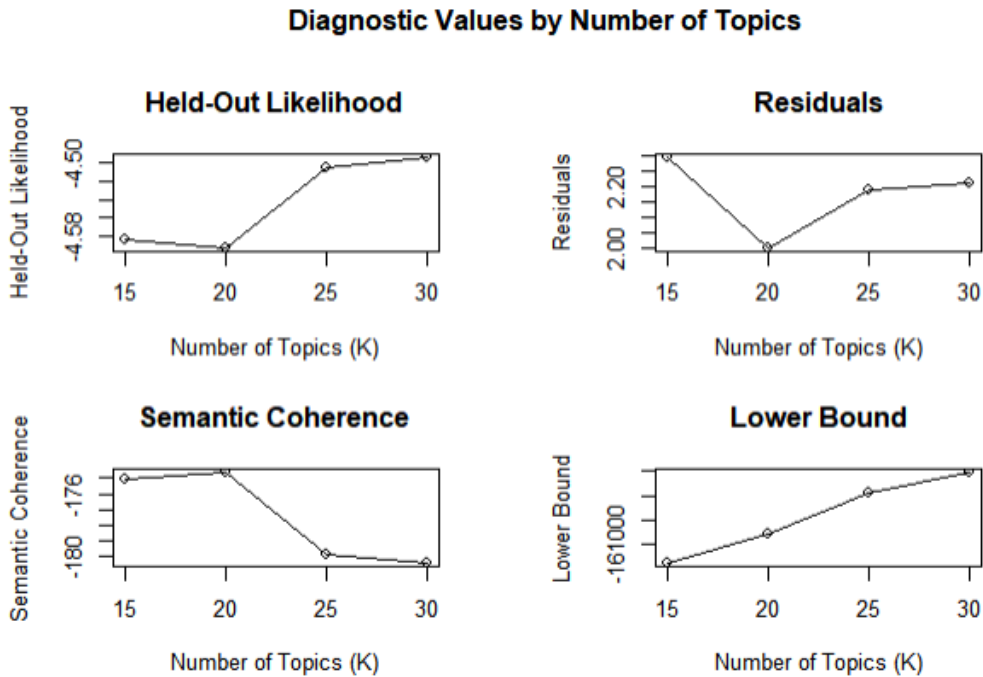 Diagnostic Values by Number of Topics
Held-Out Likelihood
Held-Out Likelihood
-4.50
-4.58
15 20 25 30
Number of Topics (K)
Residuals
Residuals
2.20
2.00
15 20 25 30
Number of Topics (K)
Semantic Coherence
Semantic Coherence
-176
-180
15 20 25 30
Number of Topics (K)
Lower Bound
Lower Bound
-161000
15 20 25 30
Number of Topics (K)